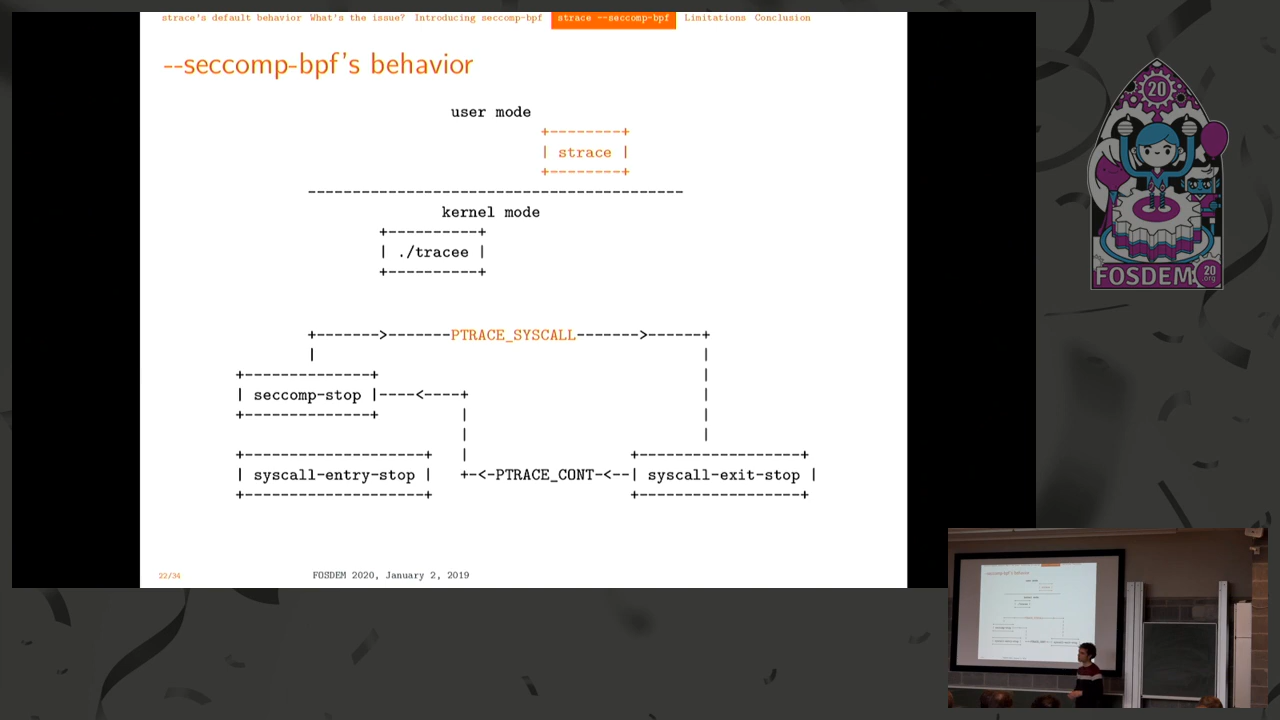 strace's default behavior What's the issue? Introducing seccomp-bpf strace --seccomp-bpf Limitations Conclusion
--seccomp-bpf's behavior
user mode
+--------+
| strace |
+--------+
------------------------------------------
kernel mode
+----------+
| ./tracee |
+----------+
+------->-------PTRACE_SYSCALL------->------+
| |
+--------------+ |
| seccomp-stop |----<----+ |
+--------------+ | |
| |
+--------------------+ | +------------------+
| syscall-entry-stop | +-<-PTRACE_CONT-<--| syscall-exit-stop |
+--------------------+ +------------------+
22/34 FOSDEM 2020, January 2, 2019
20
FOSDEM 20 .org